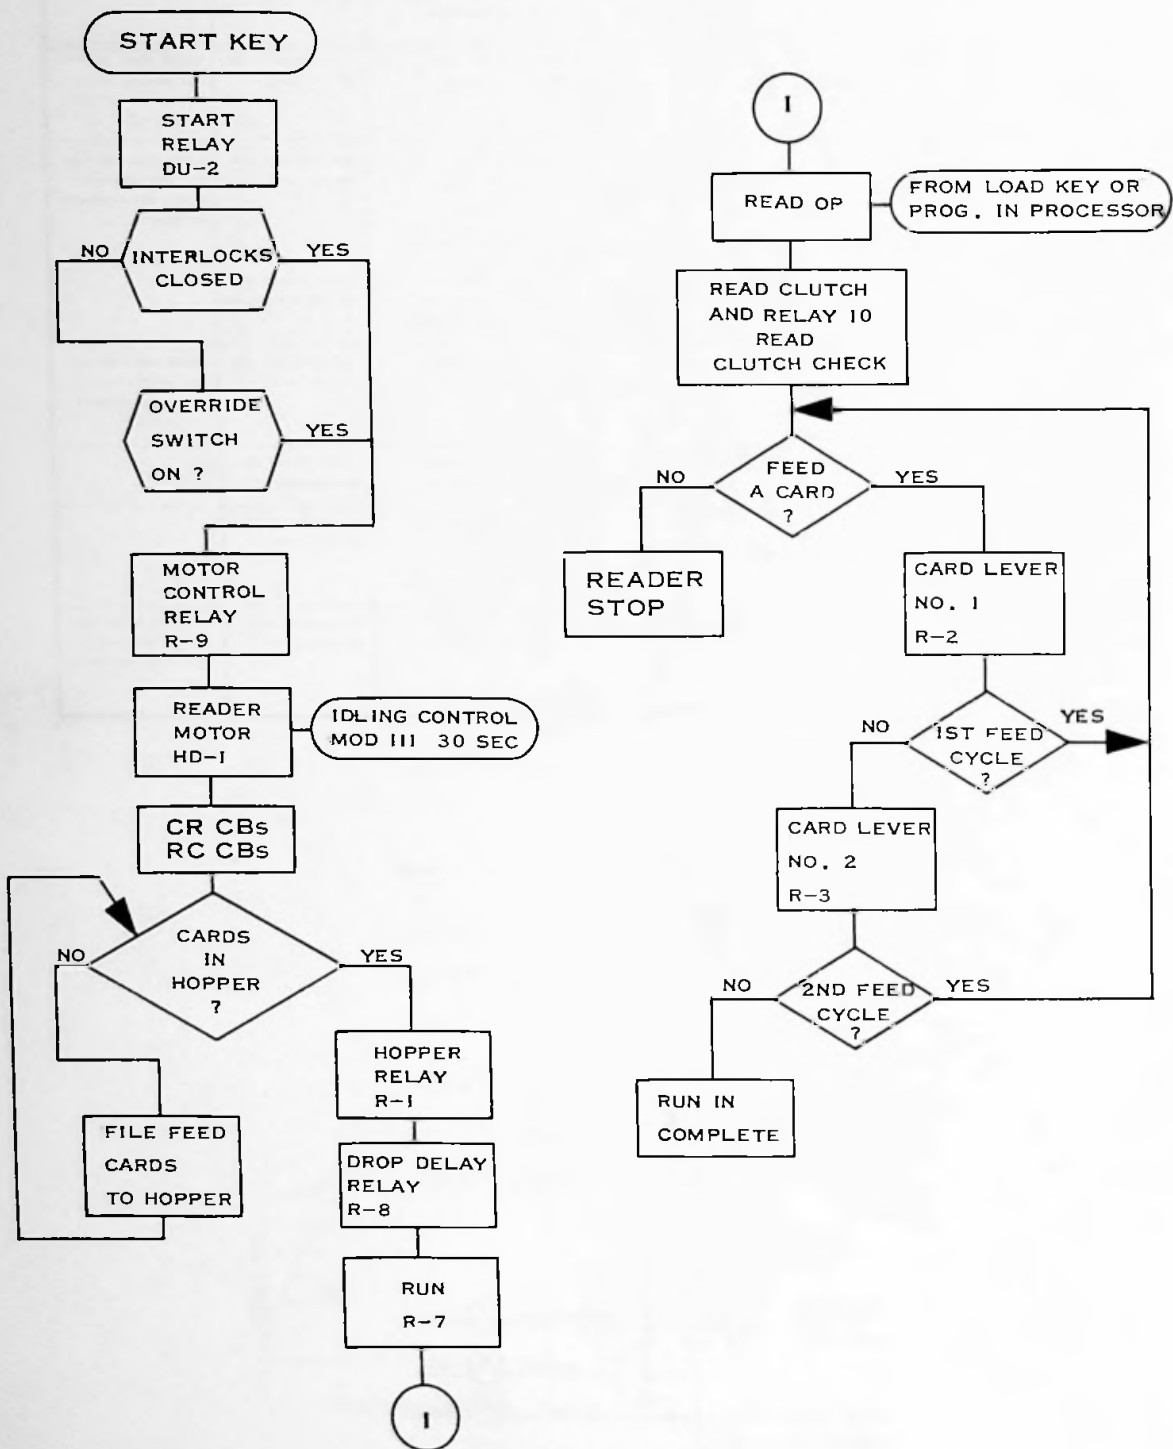 START KEY
START
RELAY
DU-2
NO
INTERLOCKS
CLOSED
YES
OVERRIDE
SWITCH
ON ?
YES
MOTOR
CONTROL
RELAY
R-9
READER
MOTOR
HD-1
IDLING CONTROL
MOD III 30 SEC
CR CBs
RC CBs
NO
CARDS
IN
HOPPER
?
YES
FILE FEED
CARDS
TO HOPPER
HOPPER
RELAY
R-1
DROP DELAY
RELAY
R-8
RUN
R-7
1
1
READ OP
FROM LOAD KEY OR
PROG. IN PROCESSOR
READ CLUTCH
AND RELAY 10
READ
CLUTCH CHECK
NO
FEED
A CARD
?
YES
READER
STOP
CARD LEVER
NO. 1
R-2
NO
1ST FEED
CYCLE
?
YES
CARD LEVER
NO. 2
R-3
NO
2ND FEED
CYCLE
?
YES
RUN IN
COMPLETE